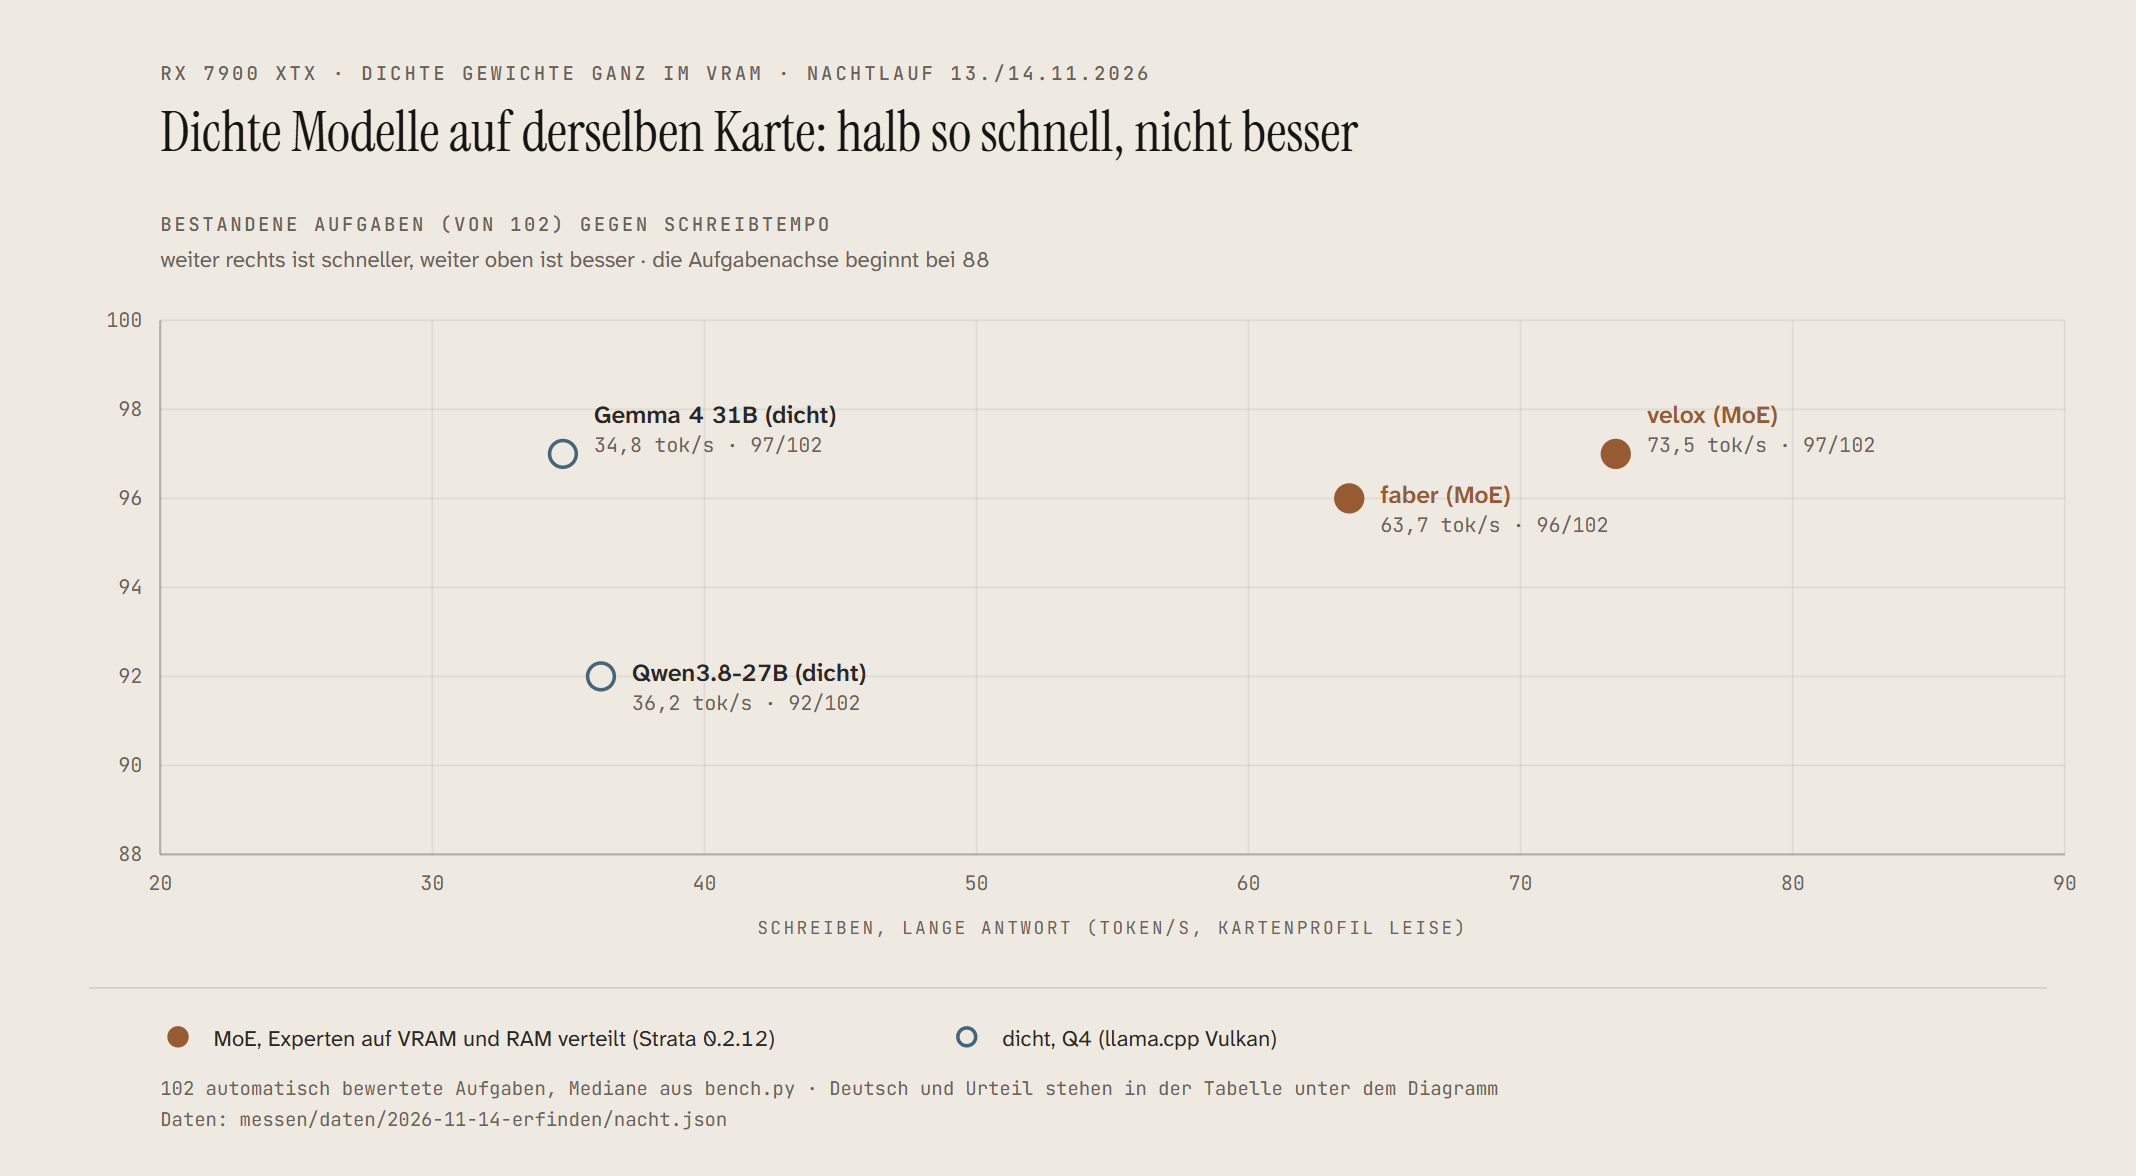 RX 7900 XTX · DICHTE GEWICHTE GANZ IM VRAM · NACHTLAUF 13./14.11.2026
Dichte Modelle auf derselben Karte: halb so schnell, nicht besser
BESTANDENE AUFGABEN (VON 102) GEGEN SCHREIBTEMPO
weiter rechts ist schneller, weiter oben ist besser · die Aufgabenachse beginnt bei 88
100
98
Gemma 4 31B (dicht)
34,8 tok/s · 97/102
velox (MoE)
73,5 tok/s · 97/102
96
faber (MoE)
63,7 tok/s · 96/102
94
92
Qwen3.8-27B (dicht)
36,2 tok/s · 92/102
90
88
20 30 40 50 60 70 80 90
SCHREIBEN, LANGE ANTWORT (TOKEN/S, KARTENPROFIL LEISE)
MoE, Experten auf VRAM und RAM verteilt (Strata 0.2.12)
dicht, Q4 (llama.cpp Vulkan)
102 automatisch bewertete Aufgaben, Mediane aus bench.py · Deutsch und Urteil stehen in der Tabelle unter dem Diagramm
Daten: messen/daten/2026-11-14-erfinden/nacht.json